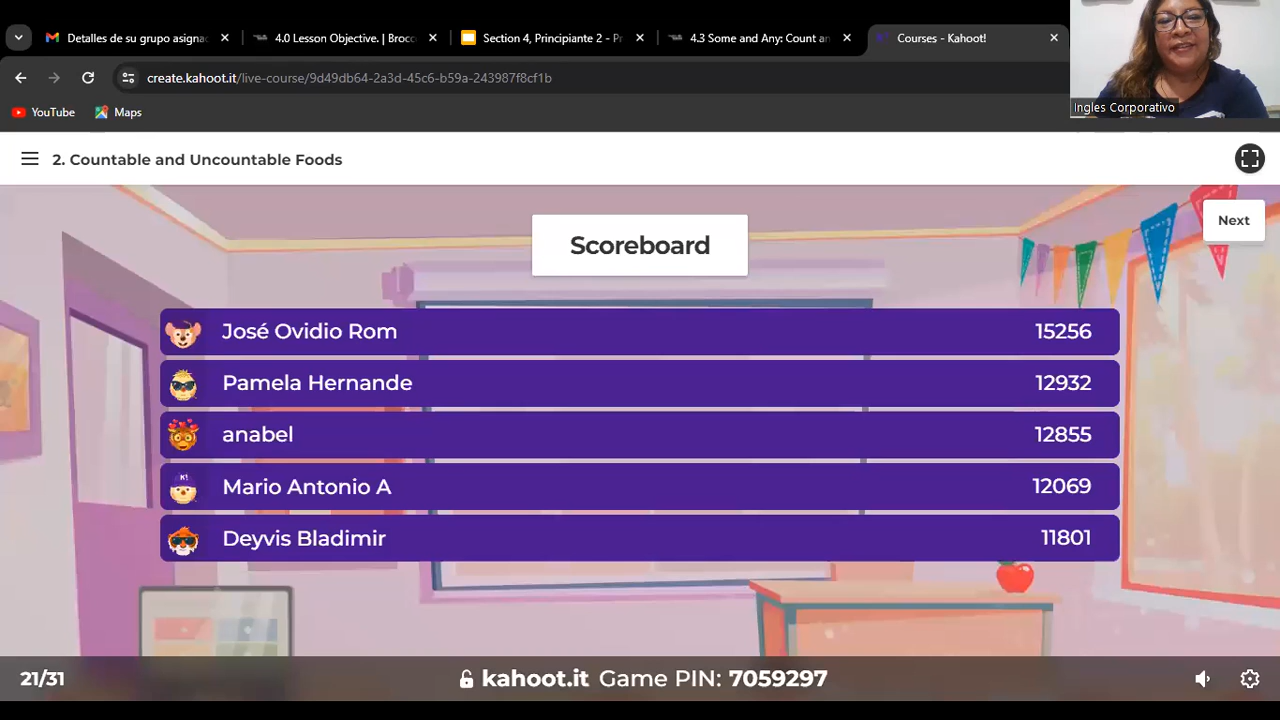 Detalles de su grupo asigna
4.0 Lesson Objective. | Brocc
Section 4, Principiante 2 - Pr
4.3 Some and Any: Count an
Courses - Kahoot!
create.kahoot.it/live-course/9d49db64-2a3d-45c6-b59a-243987f8cf1b
Ingles Corporativo
YouTube
Maps
2. Countable and Uncountable Foods
Next
Scoreboard
José Ovidio Rom 15256
Pamela Hernande 12932
anabel 12855
Mario Antonio A 12069
Deyvis Bladimir 11801
21/31
kahoot.it Game PIN: 7059297